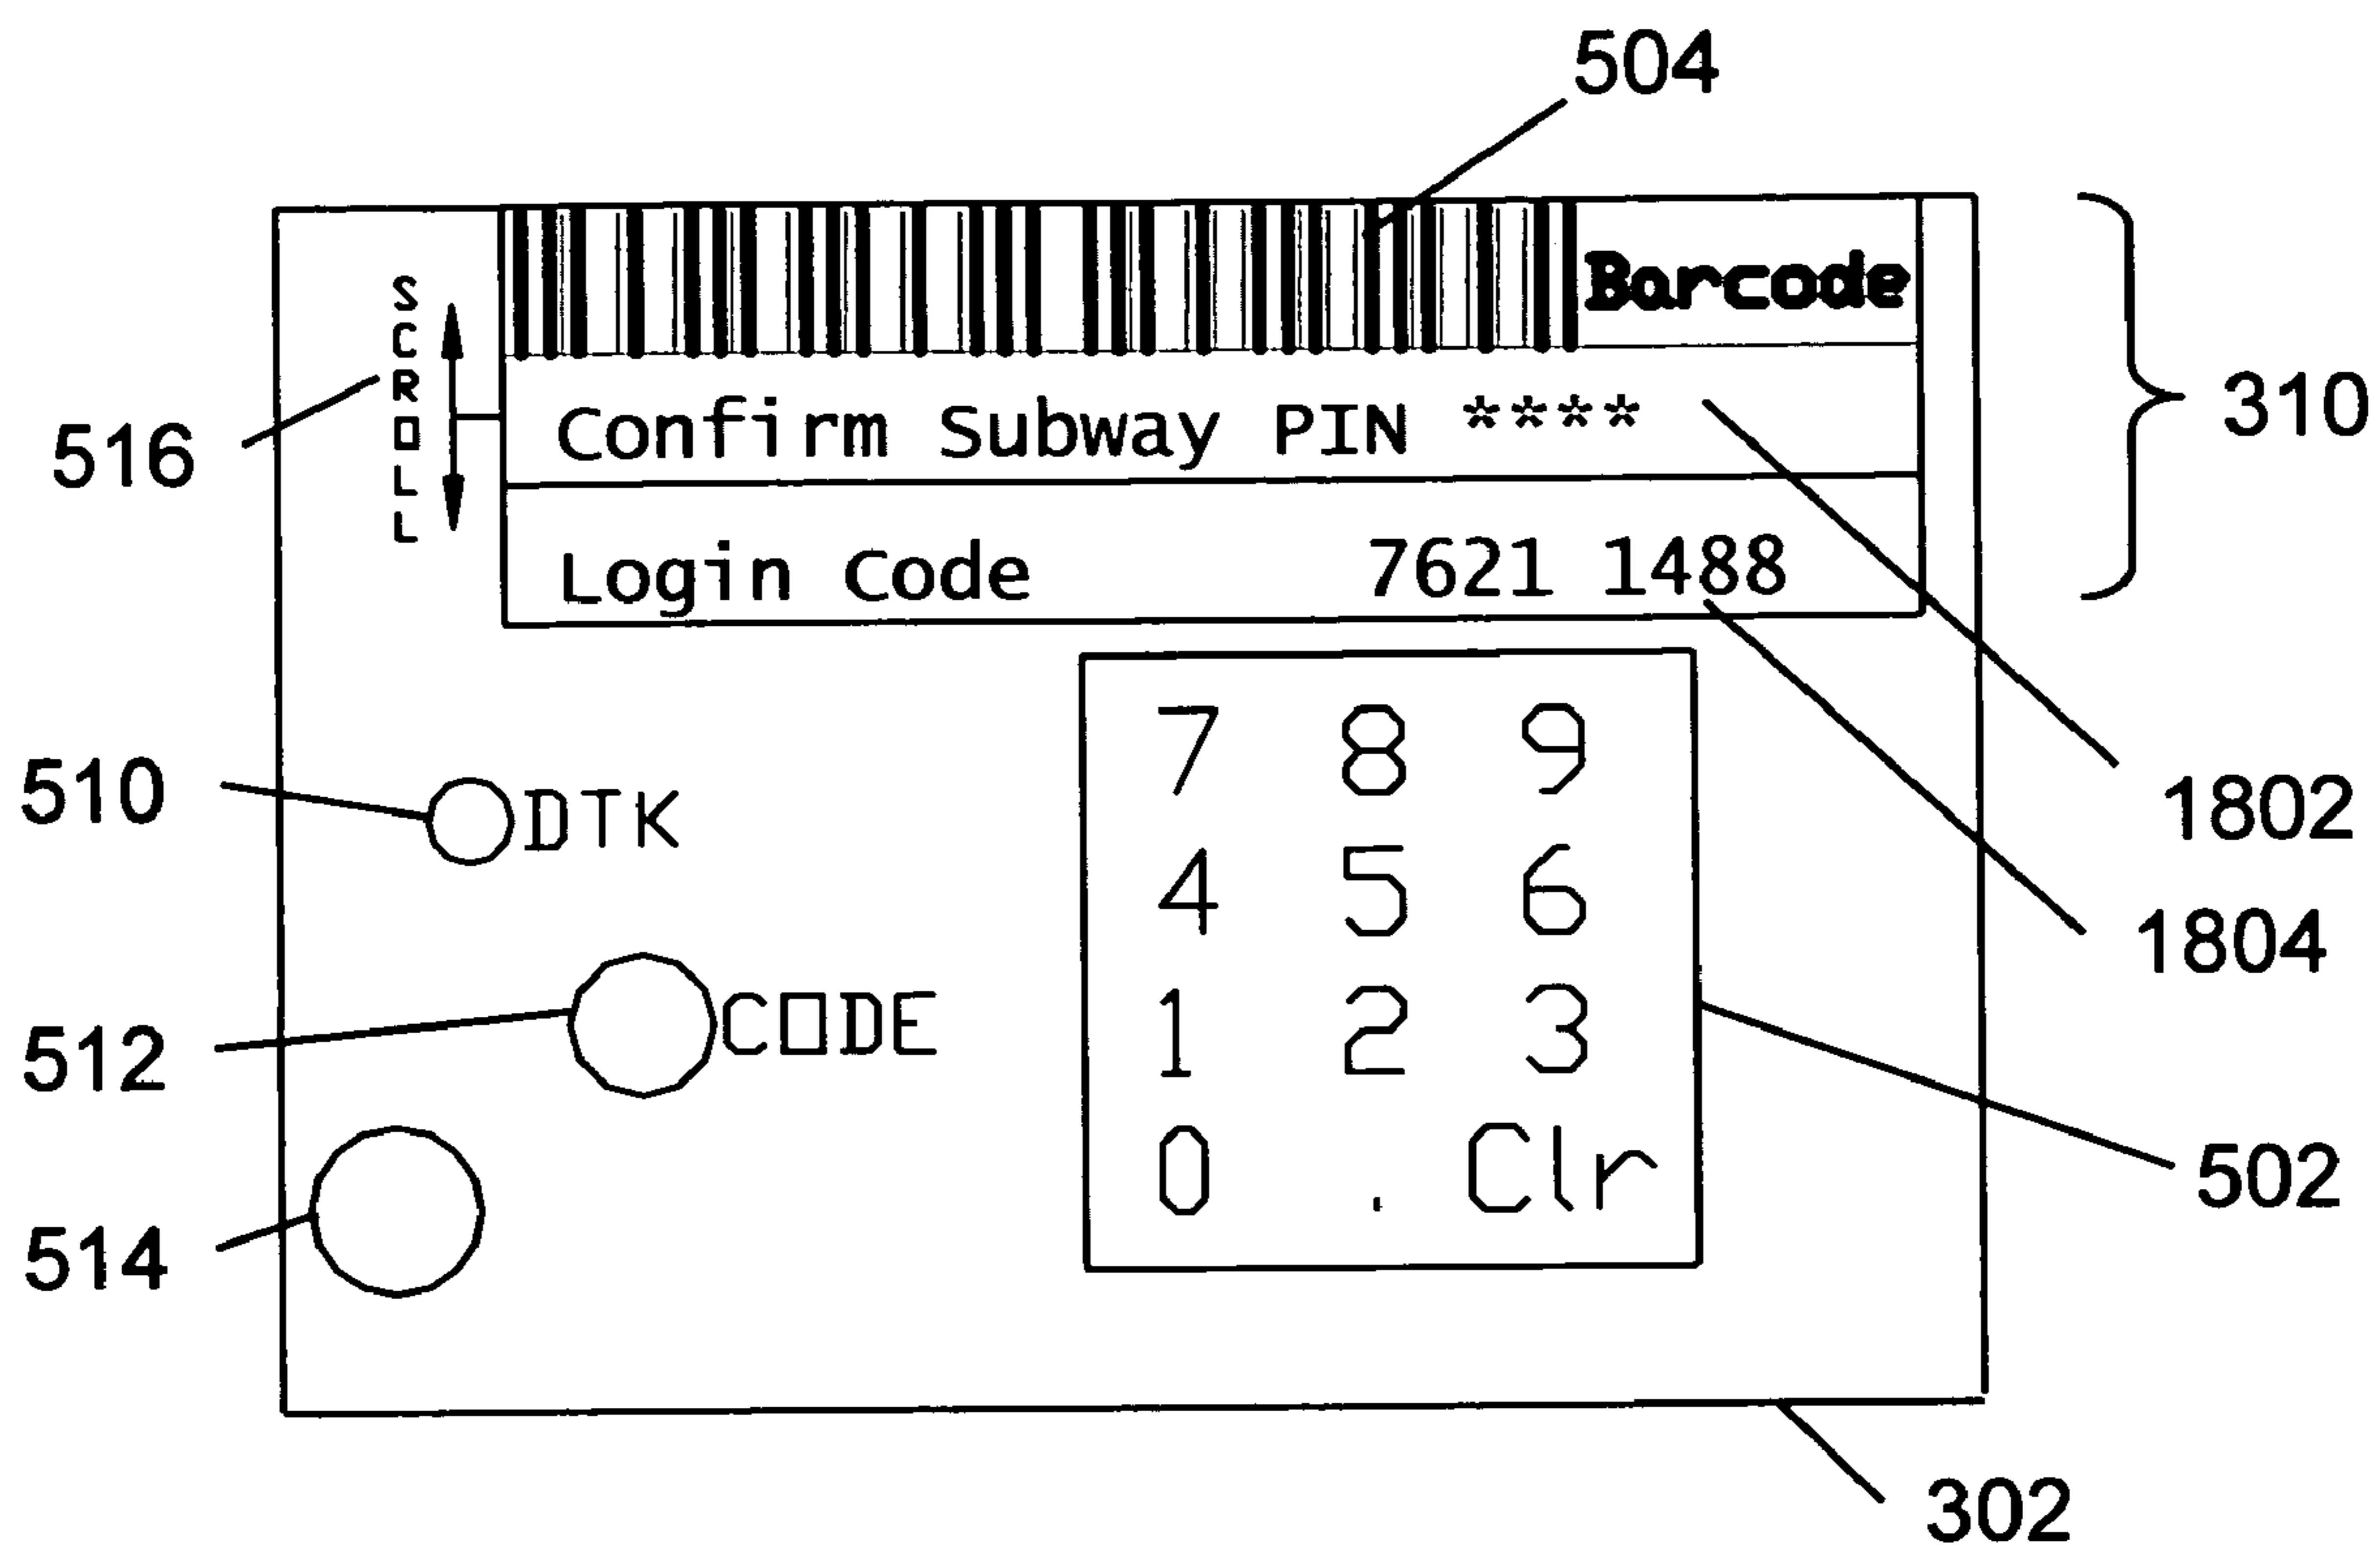 504
Barcode
SCROLL
310
516
Confirm Subway PIN ****
Login Code 7621 1488
7 8 9
510
DTK
1802
4 5 6
1804
512
CODE
1 2 3
502
0 . Clr
514
302